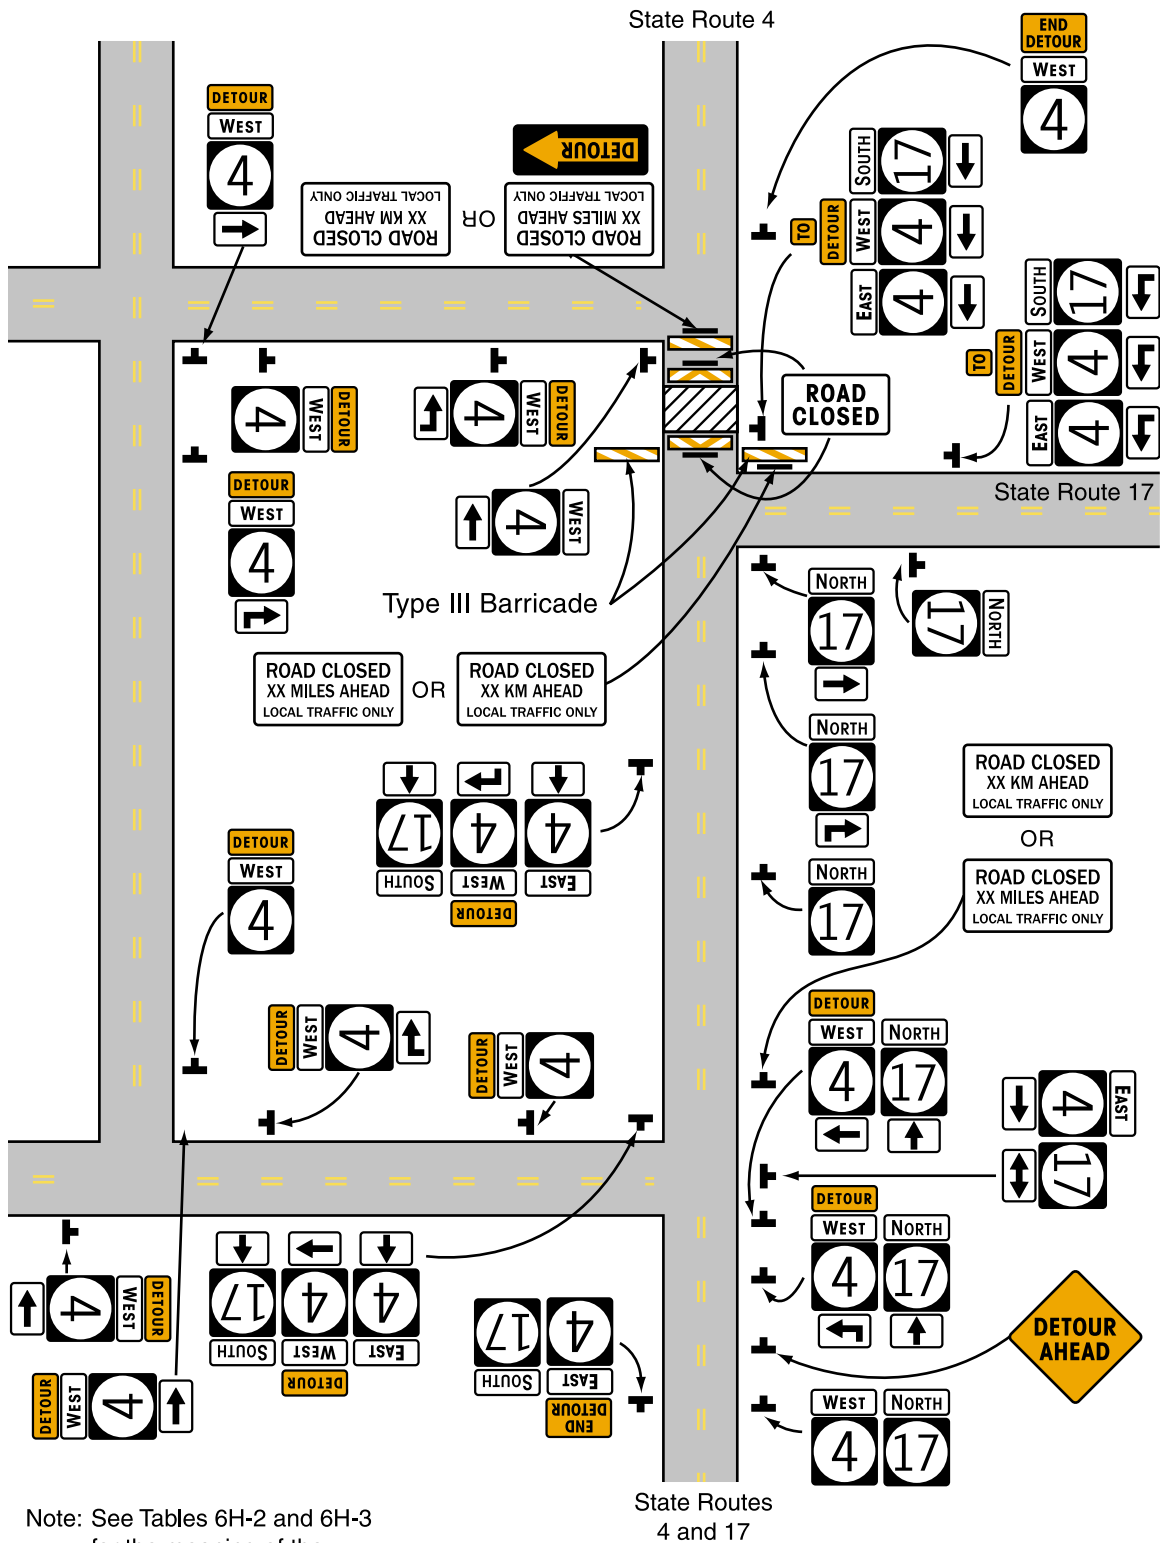 State Route 4
END
DETOUR
WEST
4
DETOUR
WEST
4
DETOUR
ROAD CLOSED
XX KM AHEAD
LOCAL TRAFFIC ONLY
OR
ROAD CLOSED
XX MILES AHEAD
LOCAL TRAFFIC ONLY
SOUTH
17
TO
DETOUR
WEST
4
EAST
4
SOUTH
17
TO
DETOUR
WEST
4
EAST
4
ROAD
CLOSED
DETOUR
WEST
4
DETOUR
WEST
4
DETOUR
WEST
4
WEST
4
State Route 17
Type III Barricade
NORTH
17
NORTH
17
ROAD CLOSED
XX MILES AHEAD
LOCAL TRAFFIC ONLY
OR
ROAD CLOSED
XX KM AHEAD
LOCAL TRAFFIC ONLY
NORTH
17
ROAD CLOSED
XX KM AHEAD
LOCAL TRAFFIC ONLY
OR
ROAD CLOSED
XX MILES AHEAD
LOCAL TRAFFIC ONLY
17
SOUTH
4
WEST
DETOUR
4
EAST
DETOUR
WEST
4
NORTH
17
DETOUR
WEST
4
DETOUR
WEST
4
DETOUR
WEST
4
NORTH
17
EAST
4
17
DETOUR
WEST
4
NORTH
17
DETOUR
WEST
4
DETOUR
WEST
4
17
SOUTH
4
WEST
DETOUR
4
EAST
17
SOUTH
4
EAST
END
DETOUR
DETOUR
AHEAD
WEST
4
NORTH
17
State Routes
4 and 17
Note: See Tables 6H-2 and 6H-3
for the meaning of the